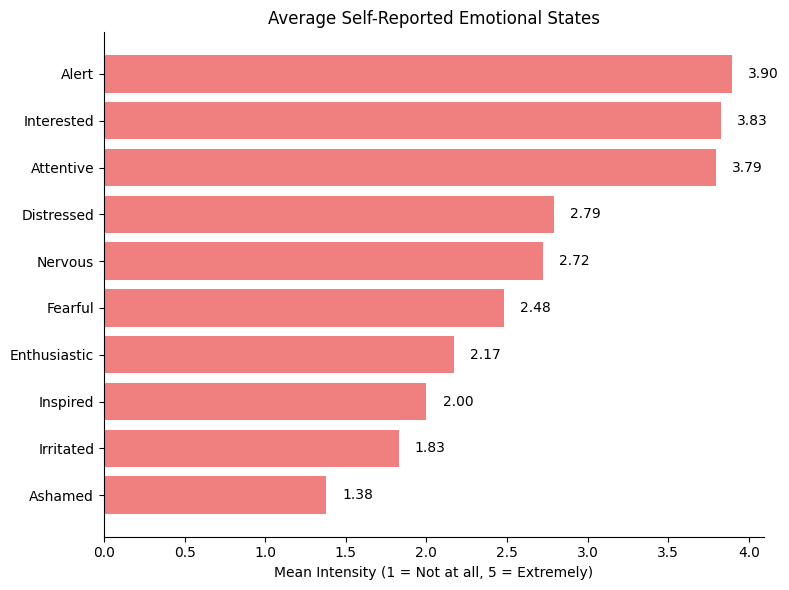 Average Self-Reported Emotional States
Alert 3.90
Interested 3.83
Attentive 3.79
Distressed 2.79
Nervous 2.72
Fearful 2.48
Enthusiastic 2.17
Inspired 2.00
Irritated 1.83
Ashamed 1.38
0.0 0.5 1.0 1.5 2.0 2.5 3.0 3.5 4.0
Mean Intensity (1 = Not at all, 5 = Extremely)